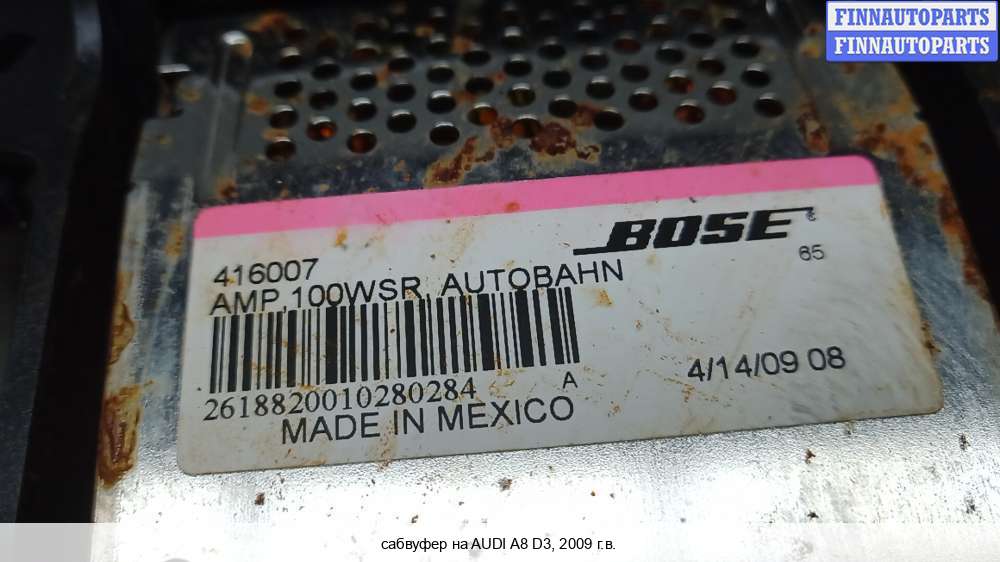 FINNAUTOPARTS
FINNAUTOPARTS
BOSE
65
416007
AMP,100WSR, AUTOBAHN
2618820010280284 A
4/14/09 08
MADE IN MEXICO
сабвуфер на AUDI A8 D3, 2009 г.в.